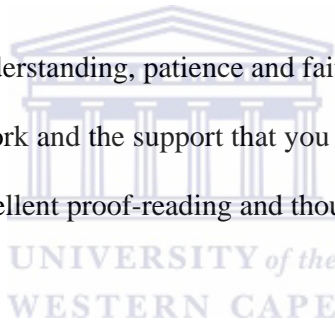 understanding, patience and fai
ork and the support that you
ellent proof-reading and thou
UNIVERSITY of the
WESTERN CAPE